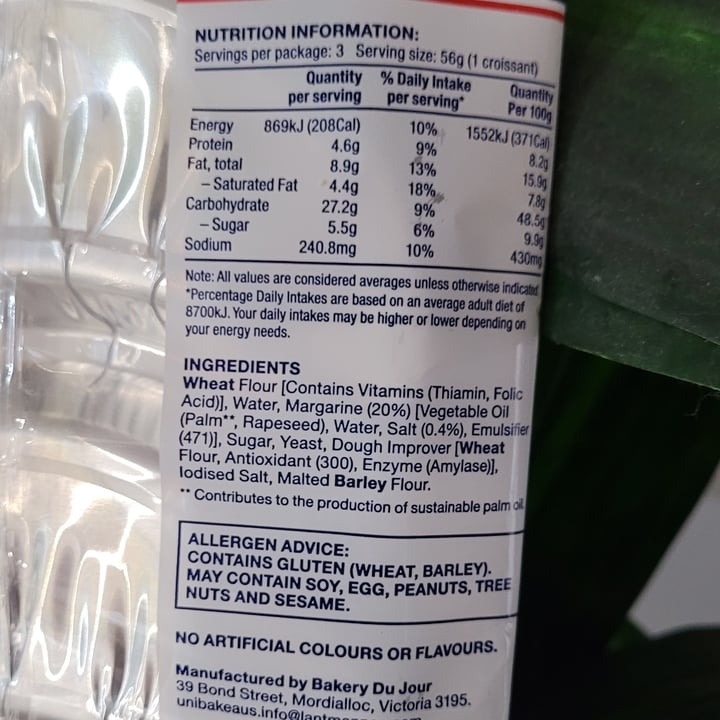 NUTRITION INFORMATION:
Servings per package: 3 Serving size: 56g (1 croissant)
Quantity per serving % Daily Intake per serving* Quantity Per 100g
Energy 869kJ (208Cal) 10% 1552kJ (371Cal)
Protein 4.6g 9% 8.2g
Fat, total 8.9g 13% 15.9g
– Saturated Fat 4.4g 18% 7.8g
Carbohydrate 27.2g 9% 48.5g
– Sugar 5.5g 6% 9.9g
Sodium 240.8mg 10% 430mg
Note: All values are considered averages unless otherwise indicated
*Percentage Daily Intakes are based on an average adult diet of
8700kJ. Your daily intakes may be higher or lower depending on
your energy needs.
INGREDIENTS
Wheat Flour [Contains Vitamins (Thiamin, Folic
Acid)], Water, Margarine (20%) [Vegetable Oil
(Palm**, Rapeseed), Water, Salt (0.4%), Emulsifier
(471)], Sugar, Yeast, Dough Improver [Wheat
Flour, Antioxidant (300), Enzyme (Amylase)],
Iodised Salt, Malted Barley Flour.
** Contributes to the production of sustainable palm oil.
ALLERGEN ADVICE:
CONTAINS GLUTEN (WHEAT, BARLEY).
MAY CONTAIN SOY, EGG, PEANUTS, TREE
NUTS AND SESAME.
NO ARTIFICIAL COLOURS OR FLAVOURS.
Manufactured by Bakery Du Jour
39 Bond Street, Mordialloc, Victoria 3195.